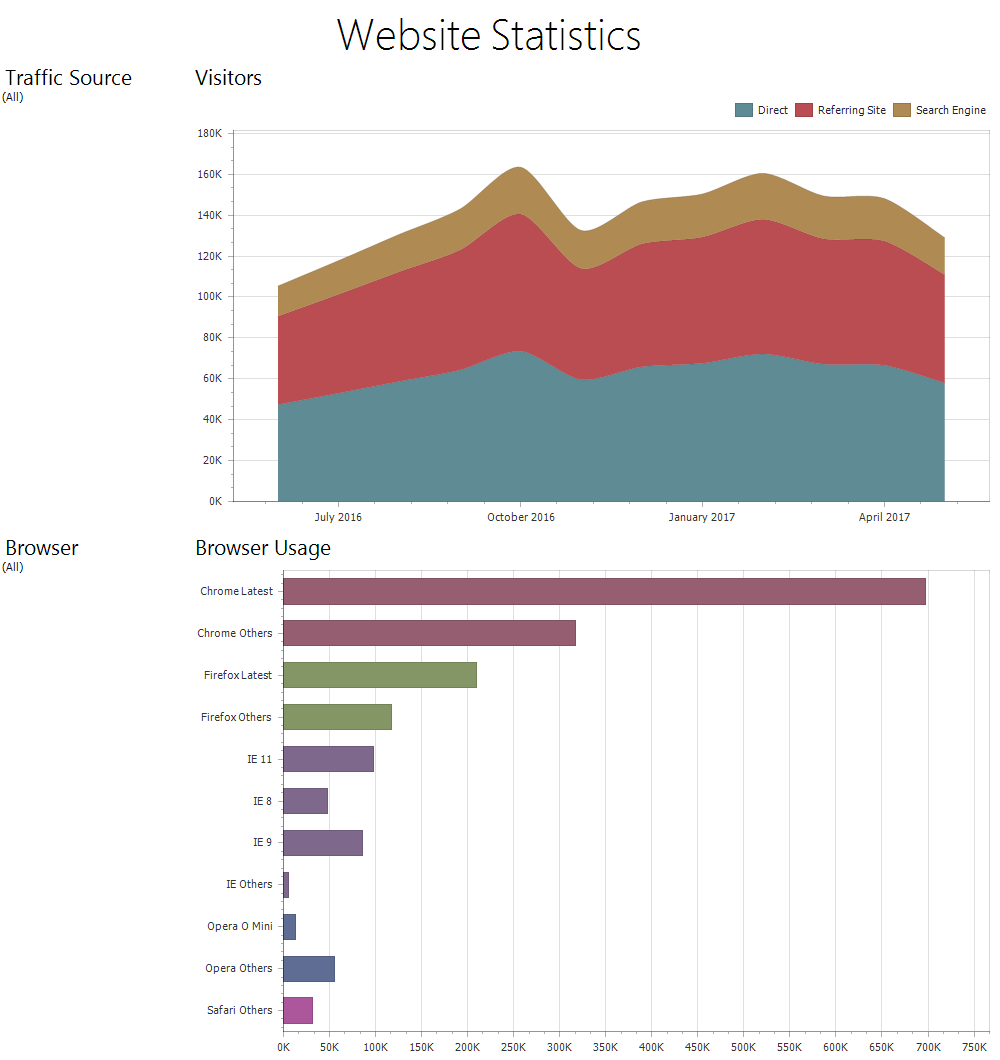 Website Statistics
Traffic Source
(All)
Visitors
Direct Referring Site Search Engine
180K
160K
140K
120K
100K
80K
60K
40K
20K
0K
July 2016 October 2016 January 2017 April 2017
Browser
(All)
Browser Usage
Chrome Latest
Chrome Others
Firefox Latest
Firefox Others
IE 11
IE 8
IE 9
IE Others
Opera O Mini
Opera Others
Safari Others
0K 50K 100K 150K 200K 250K 300K 350K 400K 450K 500K 550K 600K 650K 700K 750K